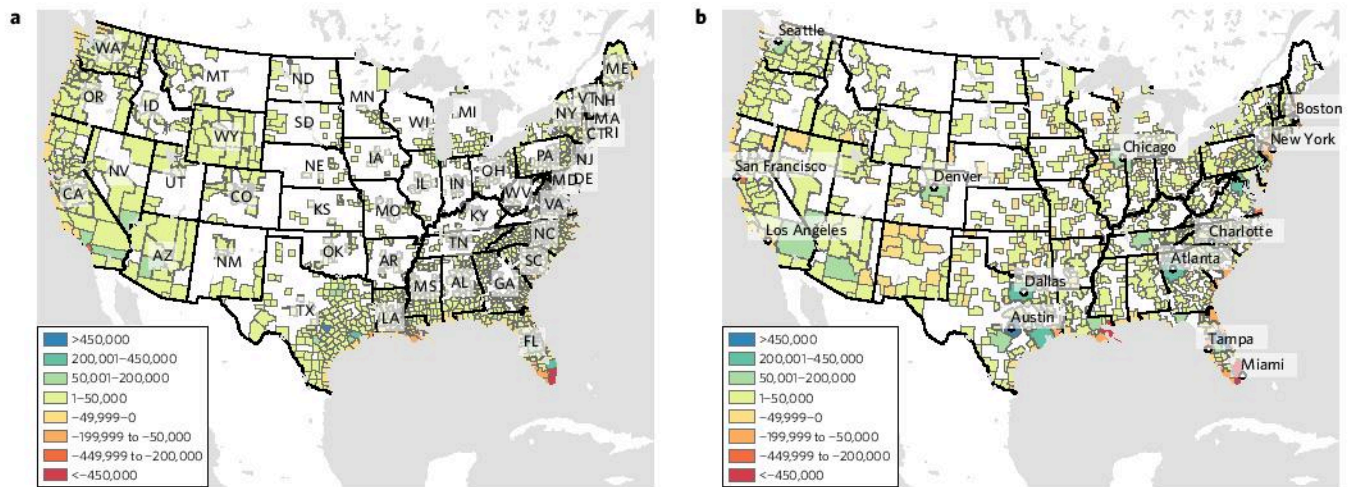 a
WA
MT
ND
MN
ME
OR
ID
SD
WI
MI
NY
VT
NH
MA
CT
RI
WY
NE
IA
PA
NJ
NV
UT
CO
IL
IN
OH
MD
DE
WV
VA
CA
KS
MO
KY
AZ
NM
OK
AR
TN
NC
SC
TX
LA
MS
AL
GA
FL
>450,000
200,001–450,000
50,001–200,000
1–50,000
−49,999–0
−199,999 to −50,000
−449,999 to −200,000
<−450,000
b
Seattle
Boston
New York
Chicago
San Francisco
Denver
Los Angeles
Charlotte
Atlanta
Dallas
Austin
Tampa
Miami
>450,000
200,001–450,000
50,001–200,000
1–50,000
−49,999–0
−199,999 to −50,000
−449,999 to −200,000
<−450,000